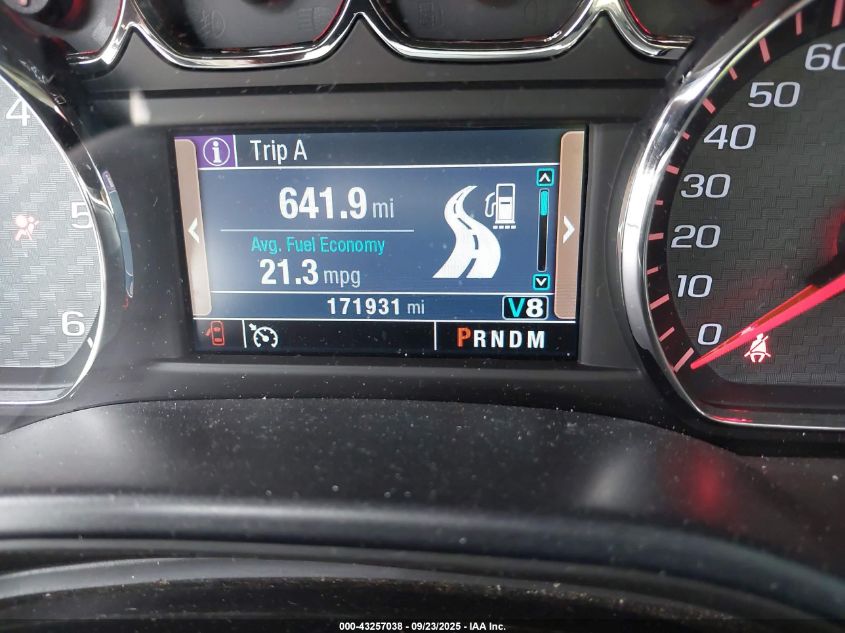 Trip A
641.9 mi
Avg. Fuel Economy
21.3 mpg
171931 mi V8
PRNDM
4
5
6
60
50
40
30
20
10
0
000-43257038 - 09/23/2025 - IAA Inc.